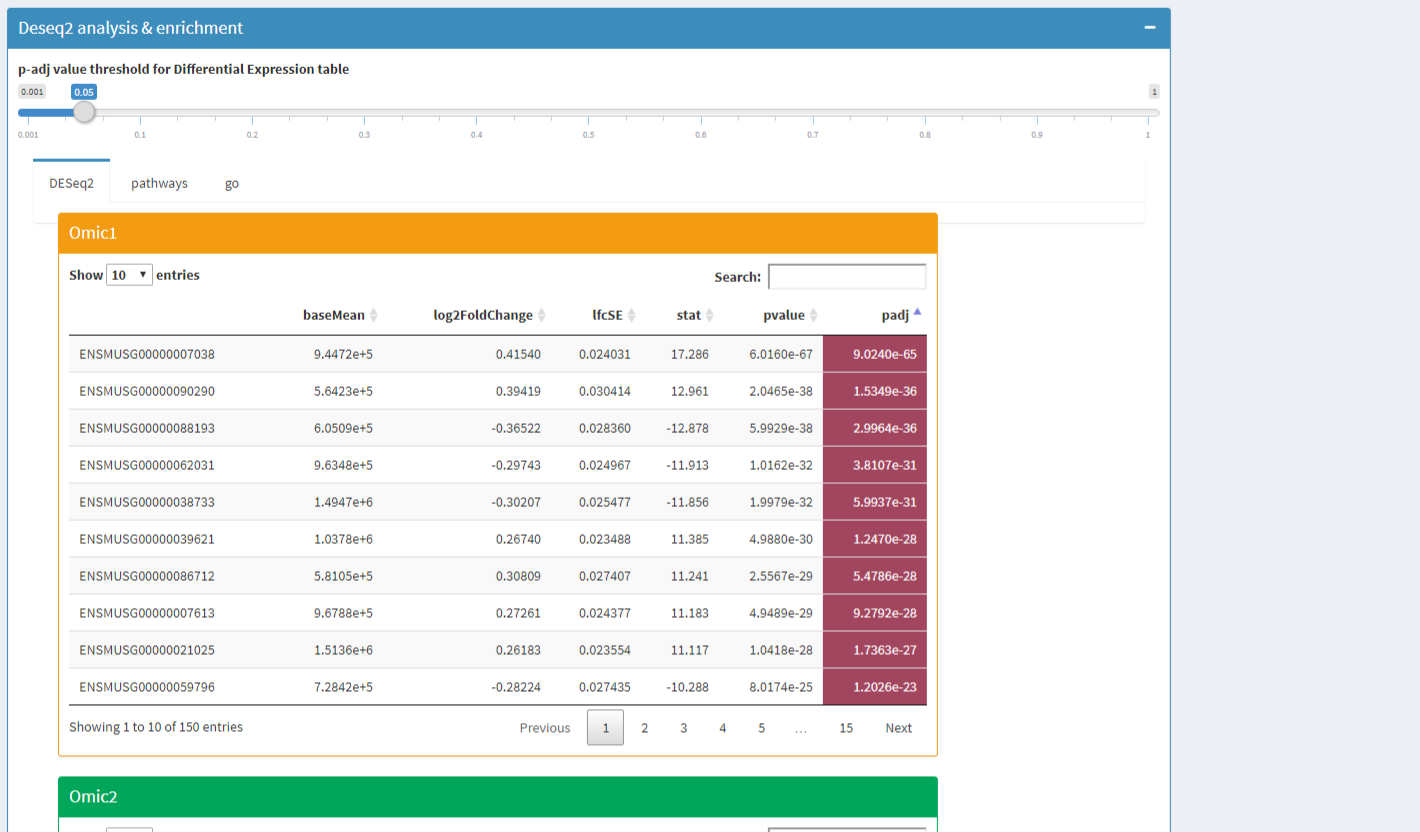 Deseq2 analysis & enrichment
p-adj value threshold for Differential Expression table
0.001 0.05 1
0.001 0.1 0.2 0.3 0.4 0.5 0.6 0.7 0.8 0.9 1
DESeq2 pathways go
Omic1
Show 10 entries Search:
baseMean log2FoldChange lfcSE stat pvalue padj
ENSMUSG00000007038 9.4472e+5 0.41540 0.024031 17.286 6.0160e-67 9.0240e-65
ENSMUSG00000090290 5.6423e+5 0.39419 0.030414 12.961 2.0465e-38 1.5349e-36
ENSMUSG00000088193 6.0509e+5 -0.36522 0.028360 -12.878 5.9929e-38 2.9964e-36
ENSMUSG00000062031 9.6348e+5 -0.29743 0.024967 -11.913 1.0162e-32 3.8107e-31
ENSMUSG00000038733 1.4947e+6 -0.30207 0.025477 -11.856 1.9979e-32 5.9937e-31
ENSMUSG00000039621 1.0378e+6 0.26740 0.023488 11.385 4.9880e-30 1.2470e-28
ENSMUSG00000086712 5.8105e+5 0.30809 0.027407 11.241 2.5567e-29 5.4786e-28
ENSMUSG00000007613 9.6788e+5 0.27261 0.024377 11.183 4.9489e-29 9.2792e-28
ENSMUSG00000021025 1.5136e+6 0.26183 0.023554 11.117 1.0418e-28 1.7363e-27
ENSMUSG00000059796 7.2842e+5 -0.28224 0.027435 -10.288 8.0174e-25 1.2026e-23
Showing 1 to 10 of 150 entries Previous 1 2 3 4 5 … 15 Next
Omic2